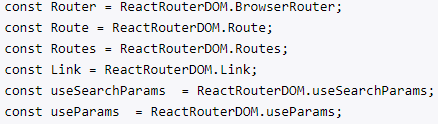 const Router = ReactRouterDOM.BrowserRouter;
const Route = ReactRouterDOM.Route;
const Routes = ReactRouterDOM.Routes;
const Link = ReactRouterDOM.Link;
const useSearchParams  = ReactRouterDOM.useSearchParams;
const useParams  = ReactRouterDOM.useParams;